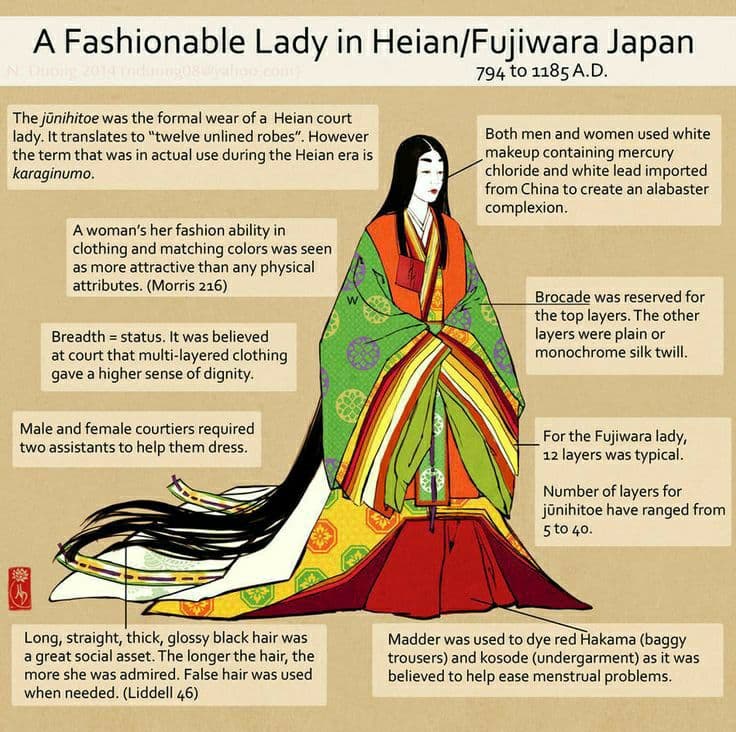 A Fashionable Lady in Heian/Fujiwara Japan
794 to 1185 A.D.
N. Duong 2014 (nduong08@yahoo.com)
The jūnihitoe was the formal wear of a Heian court
lady. It translates to “twelve unlined robes”. However
the term that was in actual use during the Heian era is
karaginumo.
Both men and women used white
makeup containing mercury
chloride and white lead imported
from China to create an alabaster
complexion.
A woman’s her fashion ability in
clothing and matching colors was seen
as more attractive than any physical
attributes. (Morris 216)
Brocade was reserved for
the top layers. The other
layers were plain or
monochrome silk twill.
Breadth = status. It was believed
at court that multi-layered clothing
gave a higher sense of dignity.
Male and female courtiers required
two assistants to help them dress.
For the Fujiwara lady,
12 layers was typical.
Number of layers for
jūnihitoe have ranged from
5 to 40.
Long, straight, thick, glossy black hair was
a great social asset. The longer the hair, the
more she was admired. False hair was used
when needed. (Liddell 46)
Madder was used to dye red Hakama (baggy
trousers) and kosode (undergarment) as it was
believed to help ease menstrual problems.